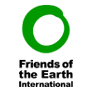 Friends of
the Earth
International